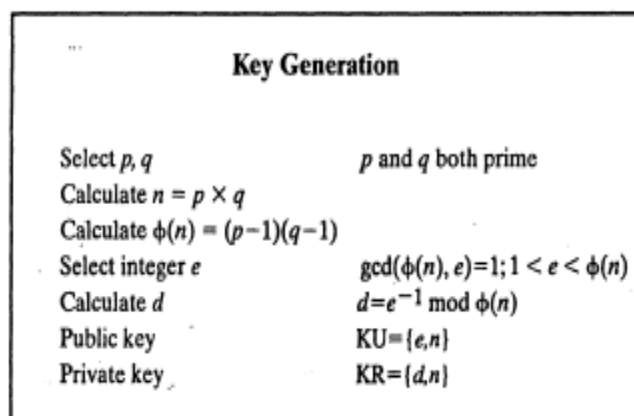 Key Generation
Select p, q p and q both prime
Calculate n = p × q
Calculate ϕ(n) = (p−1)(q−1)
Select integer e gcd(ϕ(n), e)=1; 1 < e < ϕ(n)
Calculate d d=e⁻¹ mod ϕ(n)
Public key KU={e,n}
Private key KR={d,n}